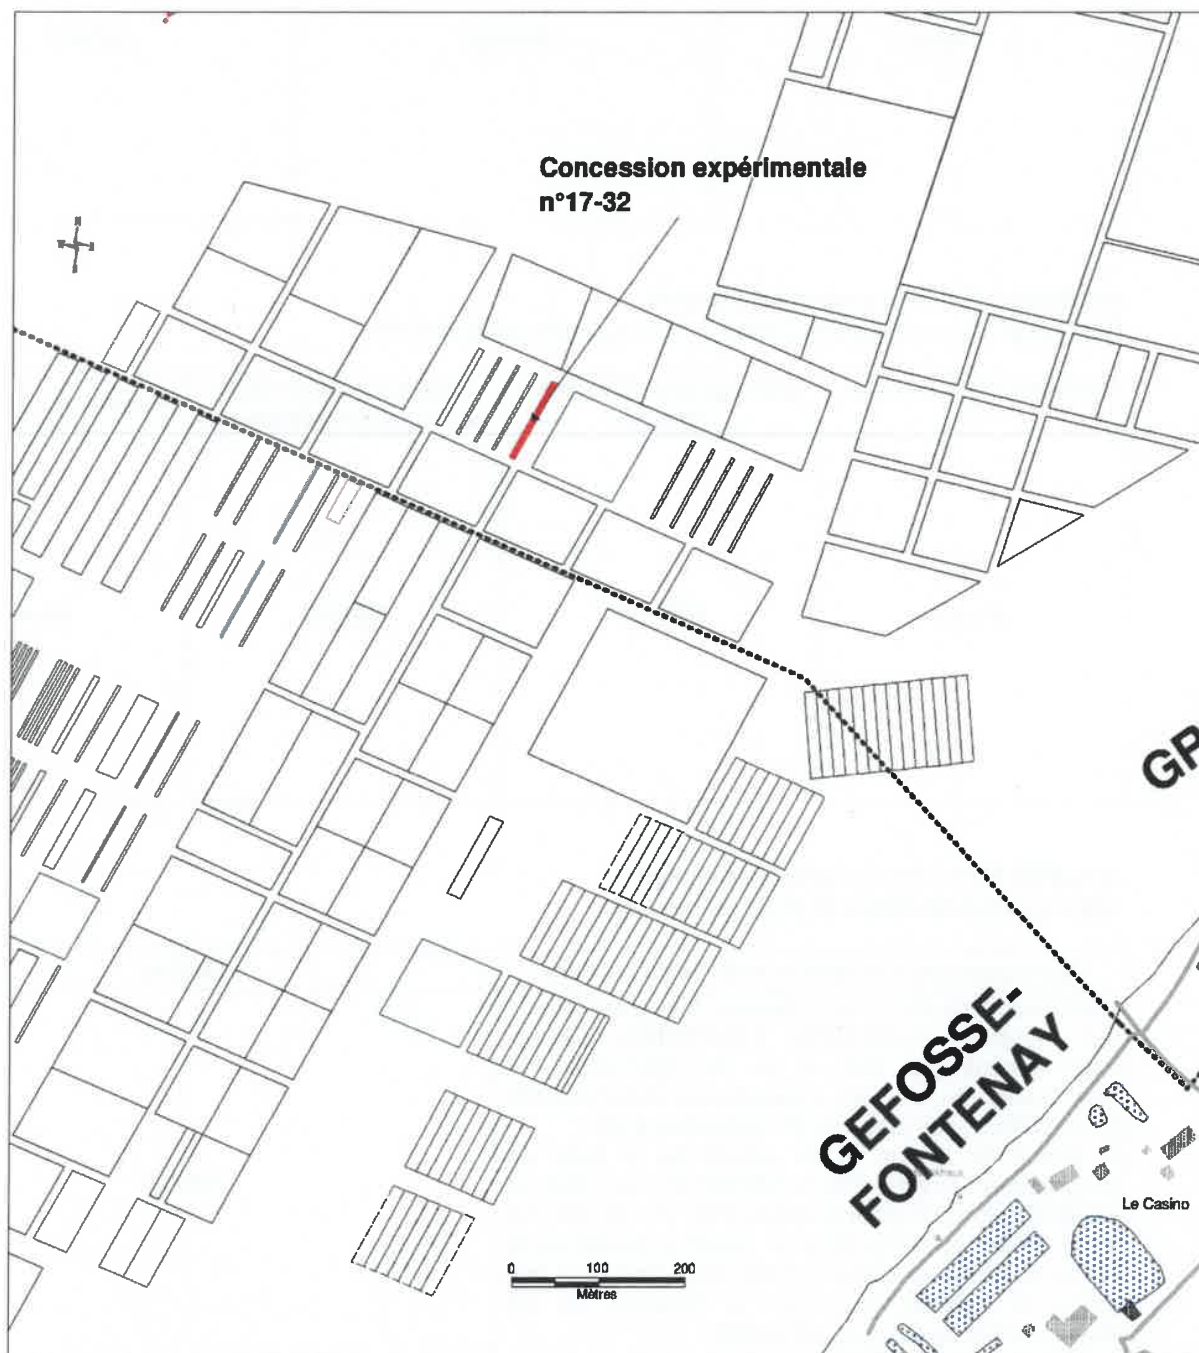 Concession expérimentale
n°17-32
GR
GEFOSSE-
FONTENAY
Le Casino
0 100 200
Mètres